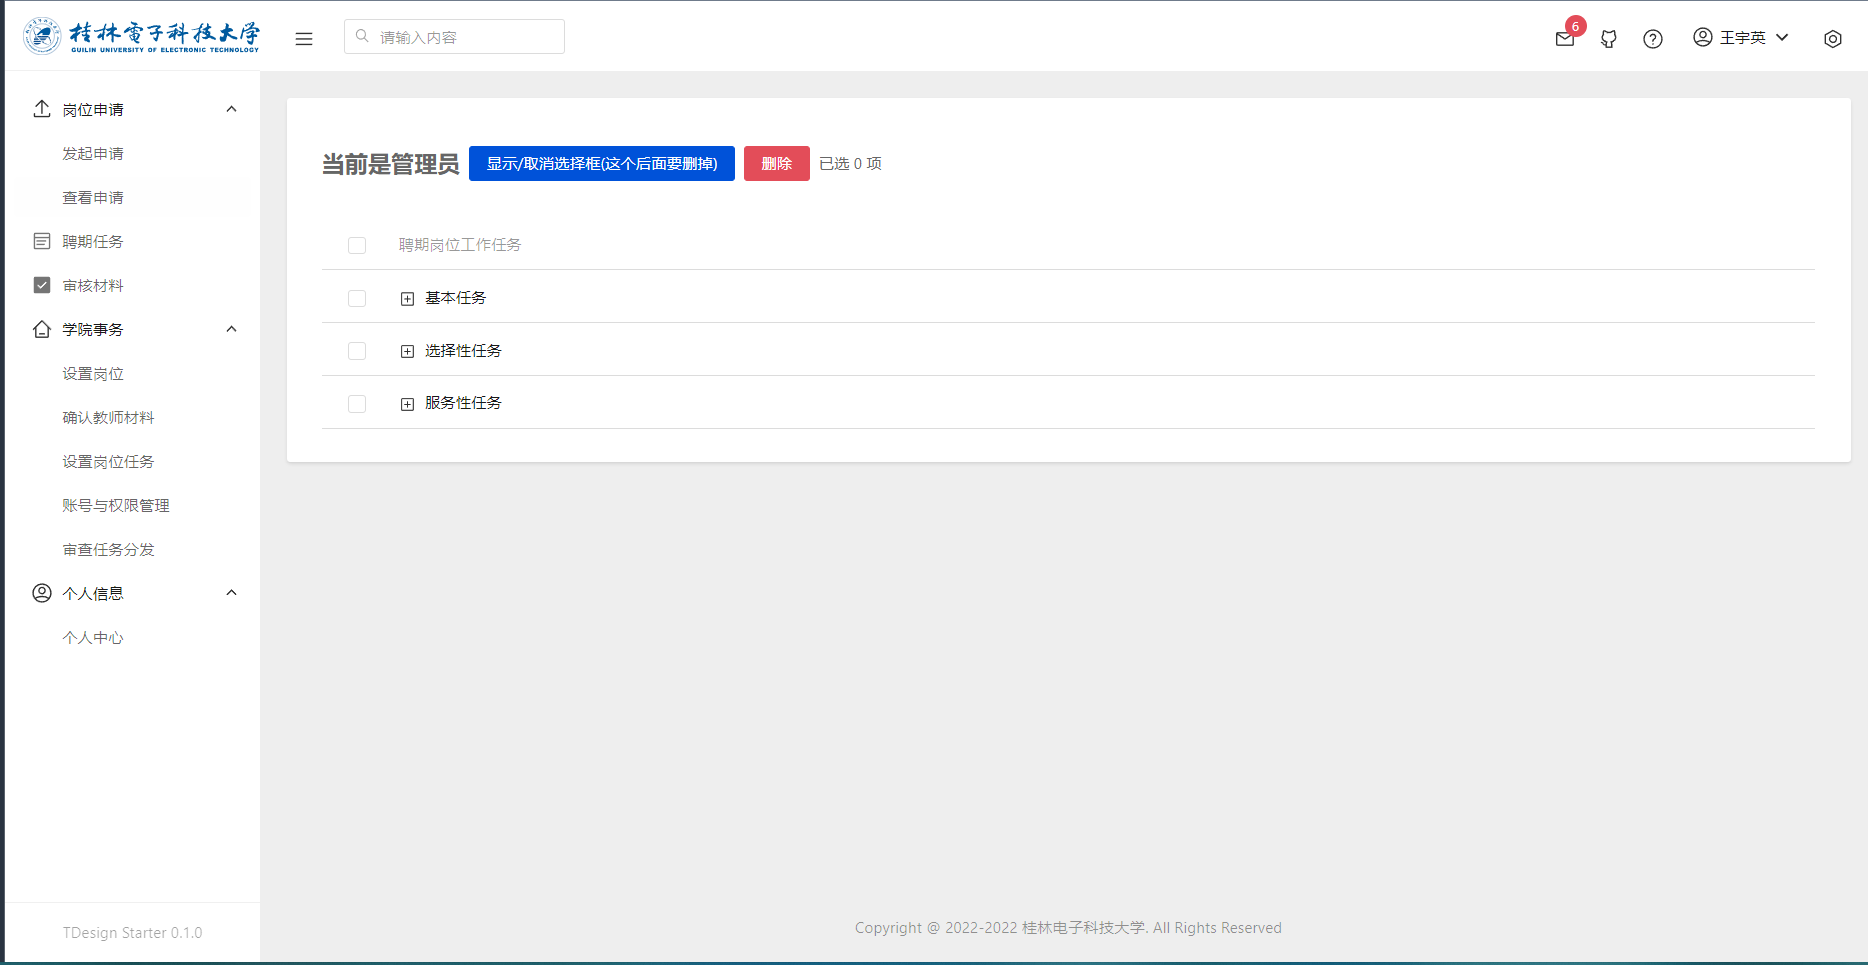 桂林電子科技大学
GUILIN UNIVERSITY OF ELECTRONIC TECHNOLOGY
请输入内容
6
王宇英
岗位申请
发起申请
查看申请
聘期任务
审核材料
学院事务
设置岗位
确认教师材料
设置岗位任务
账号与权限管理
审查任务分发
个人信息
个人中心
TDesign Starter 0.1.0
当前是管理员 显示/取消选择框(这个后面要删掉) 删除 已选 0 项
聘期岗位工作任务
基本任务
选择性任务
服务性任务
Copyright @ 2022-2022 桂林电子科技大学. All Rights Reserved